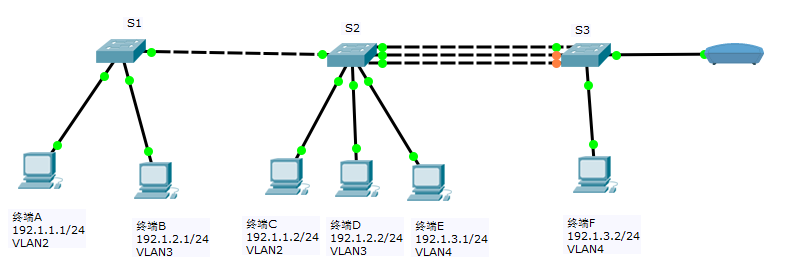 S1
S2
S3
终端A
192.1.1.1/24
VLAN2
终端B
192.1.2.1/24
VLAN3
终端C
192.1.1.2/24
VLAN2
终端D
192.1.2.2/24
VLAN3
终端E
192.1.3.1/24
VLAN4
终端F
192.1.3.2/24
VLAN4